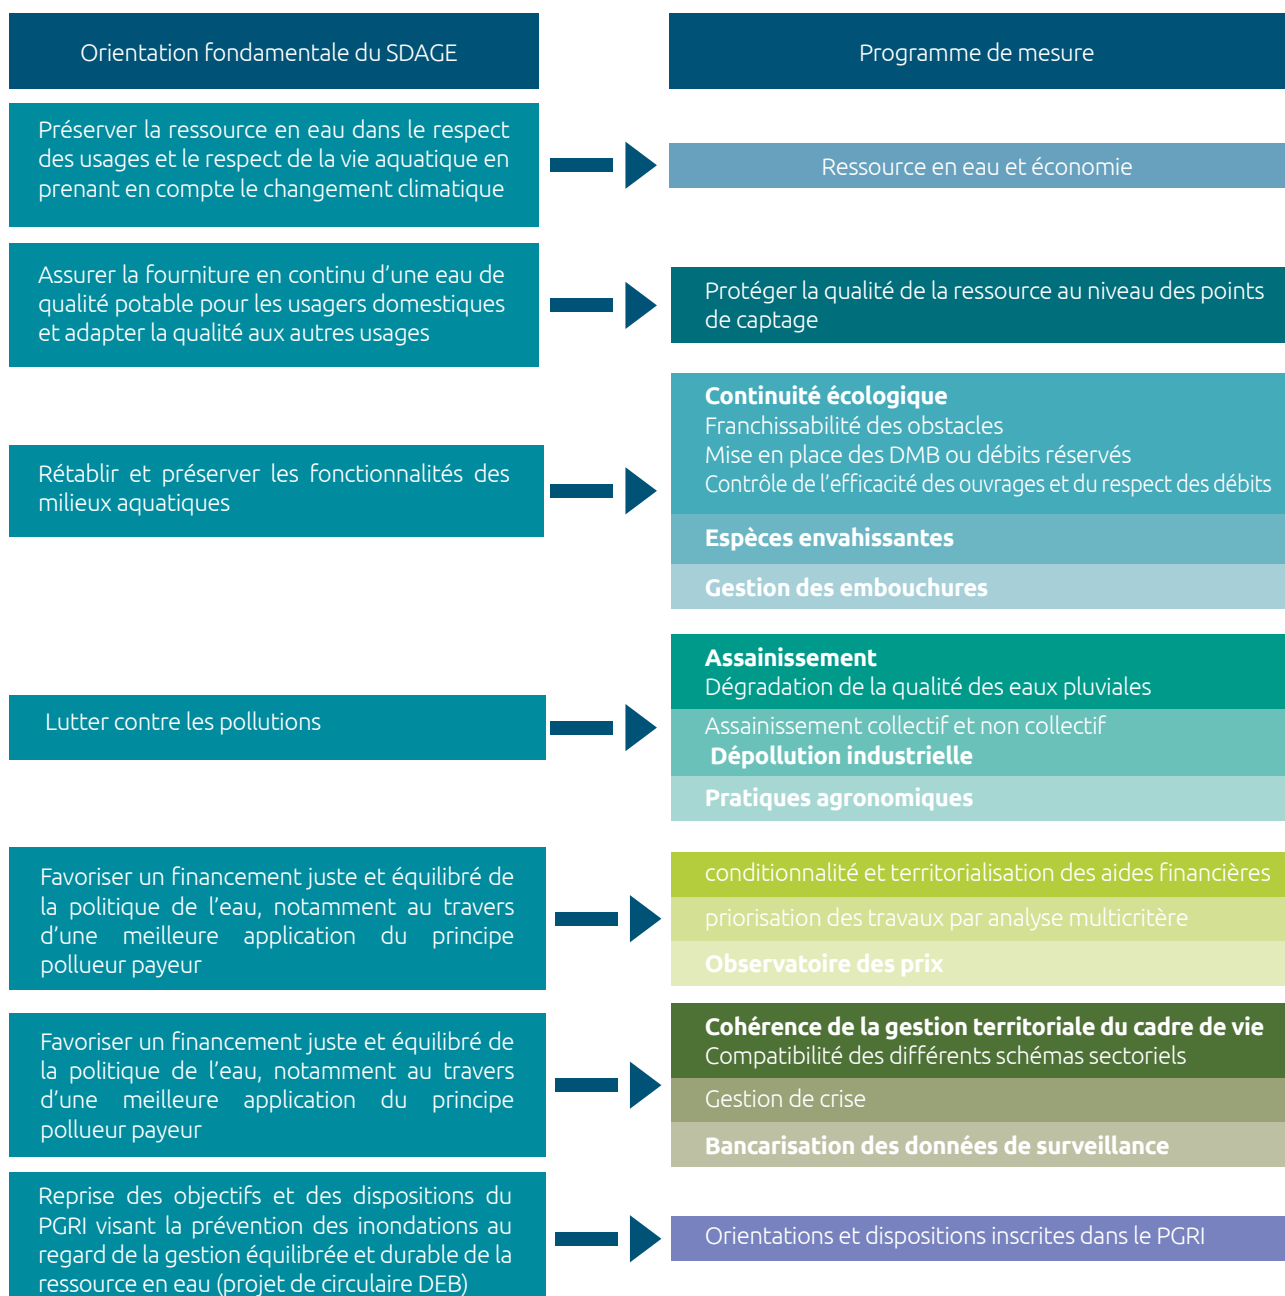 Orientation fondamentale du SDAGE
Programme de mesure
Préserver la ressource en eau dans le respect
des usages et le respect de la vie aquatique en
prenant en compte le changement climatique
Ressource en eau et économie
Assurer la fourniture en continu d’une eau de
qualité potable pour les usagers domestiques
et adapter la qualité aux autres usages
Protéger la qualité de la ressource au niveau des points
de captage
Rétablir et préserver les fonctionnalités des
milieux aquatiques
Continuité écologique
Franchissabilité des obstacles
Mise en place des DMB ou débits réservés
Contrôle de l’efficacité des ouvrages et du respect des débits
Espèces envahissantes
Gestion des embouchures
Lutter contre les pollutions
Assainissement
Dégradation de la qualité des eaux pluviales
Assainissement collectif et non collectif
Dépollution industrielle
Pratiques agronomiques
Favoriser un financement juste et équilibré de
la politique de l’eau, notamment au travers
d’une meilleure application du principe
pollueur payeur
conditionnalité et territorialisation des aides financières
priorisation des travaux par analyse multicritère
Observatoire des prix
Favoriser un financement juste et équilibré de
la politique de l’eau, notamment au travers
d’une meilleure application du principe
pollueur payeur
Cohérence de la gestion territoriale du cadre de vie
Compatibilité des différents schémas sectoriels
Gestion de crise
Bancarisation des données de surveillance
Reprise des objectifs et des dispositions du
PGRI visant la prévention des inondations au
regard de la gestion équilibrée et durable de la
ressource en eau (projet de circulaire DEB)
Orientations et dispositions inscrites dans le PGRI